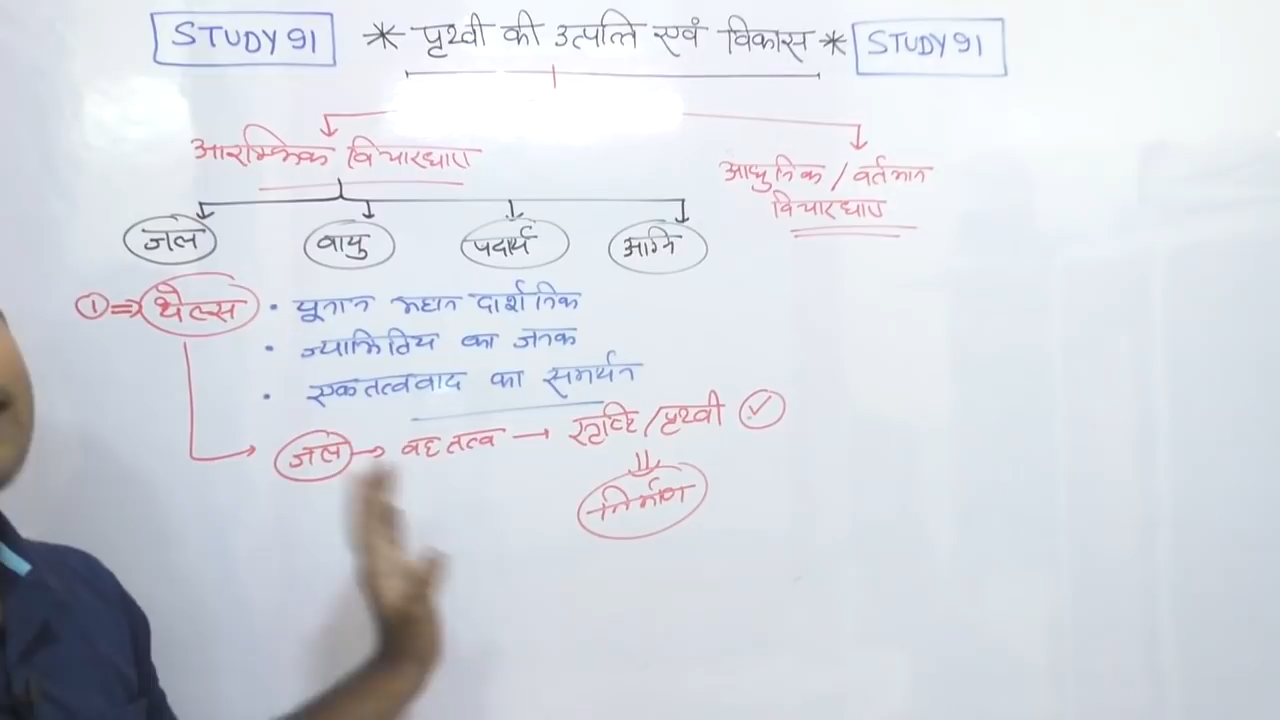 STUDY 91 * पृथ्वी की उत्पत्ति एवं विकास * STUDY 91
आरम्भिक विचारधारा
आधुनिक / वर्तमान
विचारधारा
जल वायु पदार्थ अग्नि
① ⇒ थेल्स • यूनान महान दार्शनिक
• ज्यामितिय का जनक
• एकतत्ववाद का समर्थन
जल → वह तत्व → सृष्टि/पृथ्वी ✓
निर्माण